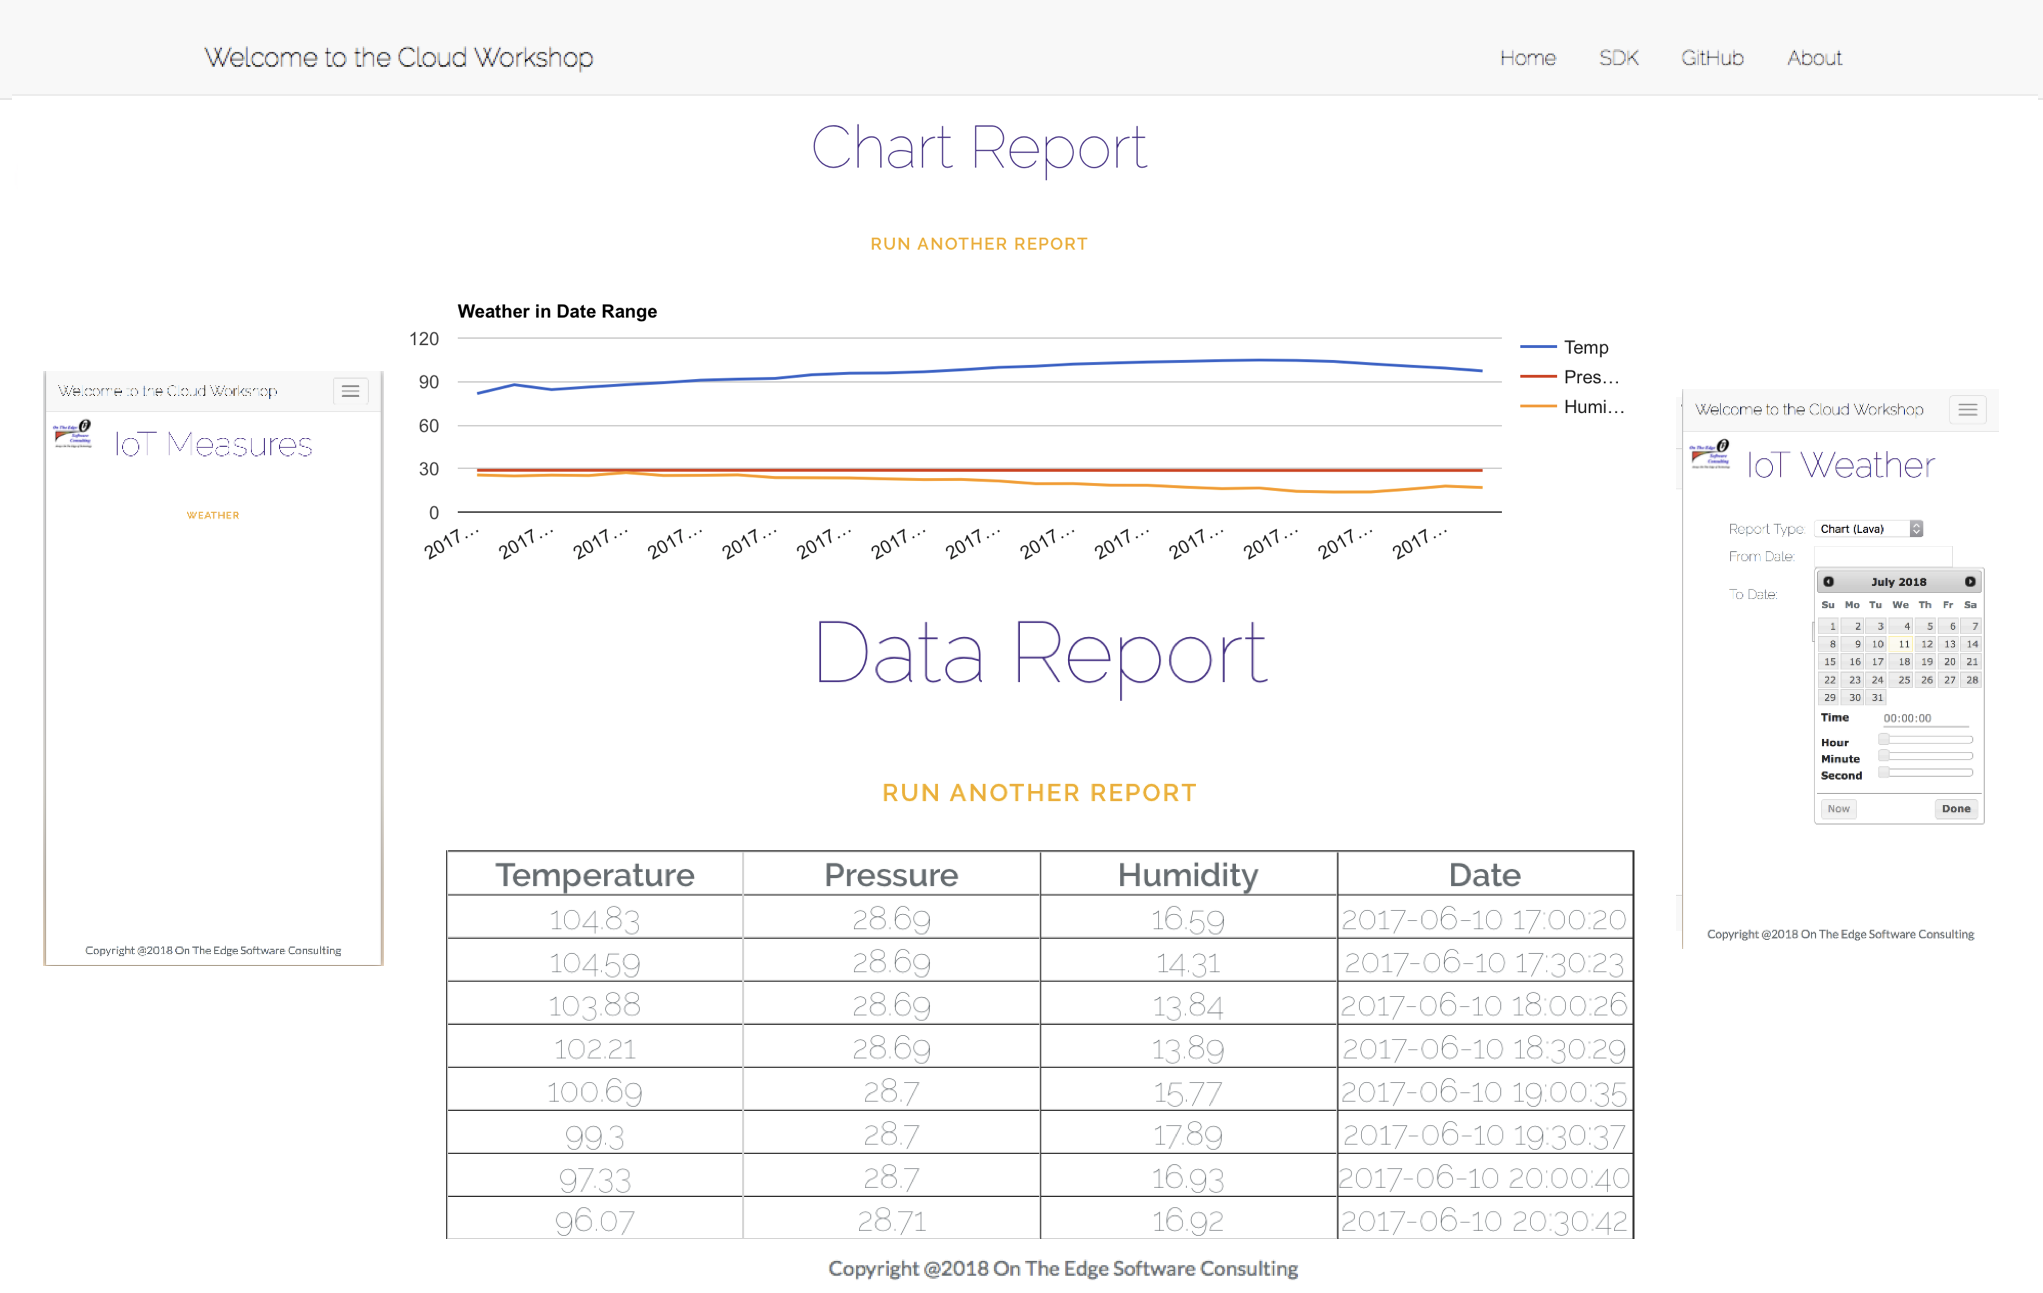 Welcome to the Cloud Workshop
Home SDK GitHub About
Chart Report
RUN ANOTHER REPORT
Weather in Date Range
120
90
60
30
0
2017... 2017... 2017... 2017... 2017... 2017... 2017... 2017... 2017... 2017... 2017... 2017... 2017... 2017...
Temp
Pres...
Humi...
Welcome to the Cloud Workshop
On The Edge
Software
Consulting
IoT Measures
WEATHER
Copyright @2018 On The Edge Software Consulting
Welcome to the Cloud Workshop
On The Edge
Software
Consulting
IoT Weather
Report Type: Chart (Lava)
From Date:
To Date:
July 2018
Su Mo Tu We Th Fr Sa
1 2 3 4 5 6 7
8 9 10 11 12 13 14
15 16 17 18 19 20 21
22 23 24 25 26 27 28
29 30 31
Time 00:00:00
Hour
Minute
Second
Now Done
Copyright @2018 On The Edge Software Consulting
Data Report
RUN ANOTHER REPORT
Temperature Pressure Humidity Date
104.83 28.69 16.59 2017-06-10 17:00:20
104.59 28.69 14.31 2017-06-10 17:30:23
103.88 28.69 13.84 2017-06-10 18:00:26
102.21 28.69 13.89 2017-06-10 18:30:29
100.69 28.7 15.77 2017-06-10 19:00:35
99.3 28.7 17.89 2017-06-10 19:30:37
97.33 28.7 16.93 2017-06-10 20:00:40
96.07 28.71 16.92 2017-06-10 20:30:42
Copyright @2018 On The Edge Software Consulting